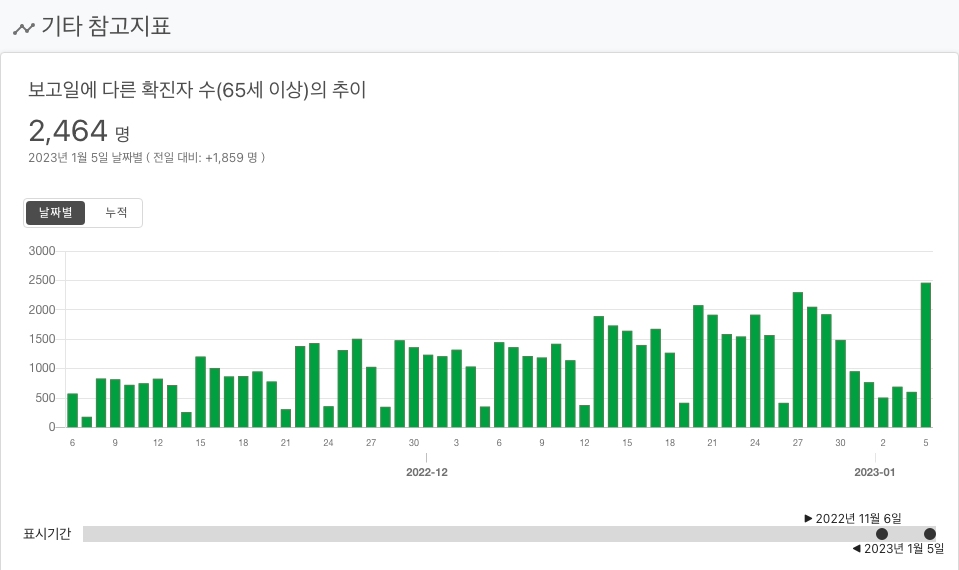 기타 참고지표
보고일에 다른 확진자 수(65세 이상)의 추이
2,464 명
2023년 1월 5일 날짜별 ( 전일 대비: +1,859 명 )
날짜별 누적
3000
2500
2000
1500
1000
500
0
6 9 12 15 18 21 24 27 30 3 6 9 12 15 18 21 24 27 30 2 5
2022-12 2023-01
▶ 2022년 11월 6일
표시기간
◀ 2023년 1월 5일